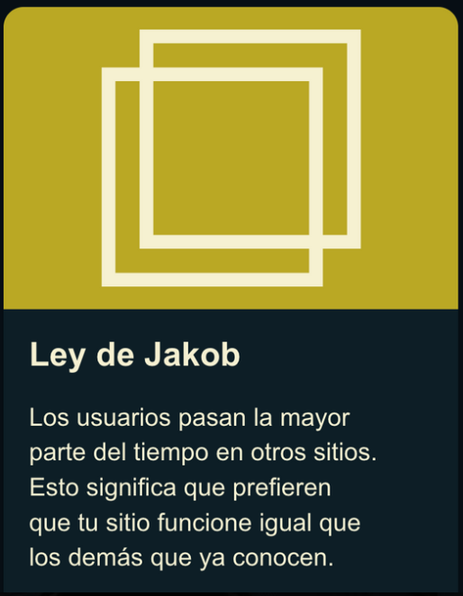 Ley de Jakob
Los usuarios pasan la mayor
parte del tiempo en otros sitios.
Esto significa que prefieren
que tu sitio funcione igual que
los demás que ya conocen.